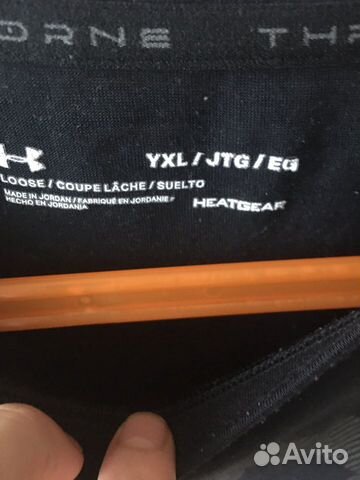 ORNE THR
YXL / JTG / EG
LOOSE / COUPE LÂCHE / SUELTO
MADE IN JORDAN / FABRIQUÉ EN JORDANIE
HECHO EN JORDANIA
HEATGEAR
Avito